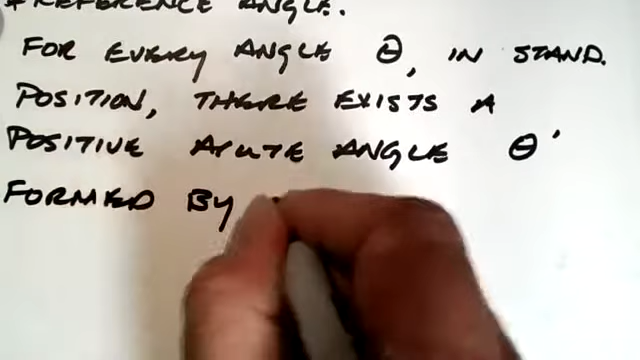 REFERENCE ANGLE.
FOR EVERY ANGLE θ, IN STAND.
POSITION, THERE EXISTS A
POSITIVE ACUTE ANGLE θ'
FORMED BY